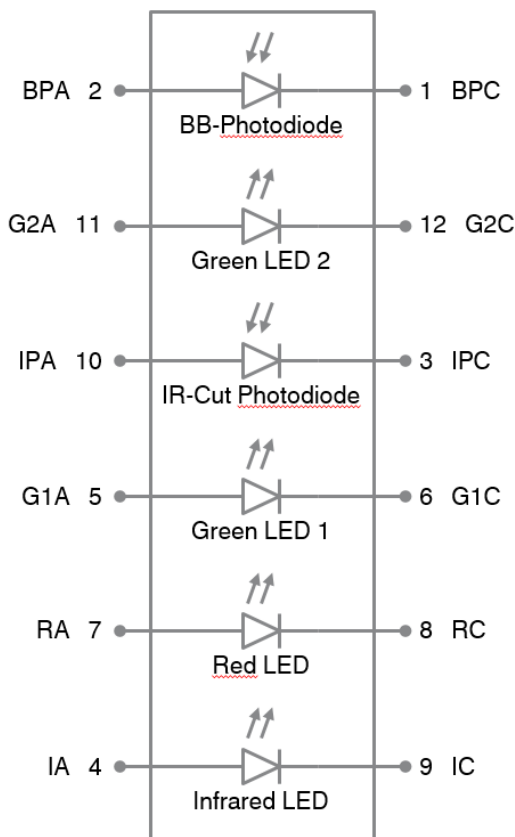 BPA 2 1 BPC
BB-Photodiode
G2A 11 12 G2C
Green LED 2
IPA 10 3 IPC
IR-Cut Photodiode
G1A 5 6 G1C
Green LED 1
RA 7 8 RC
Red LED
IA 4 9 IC
Infrared LED